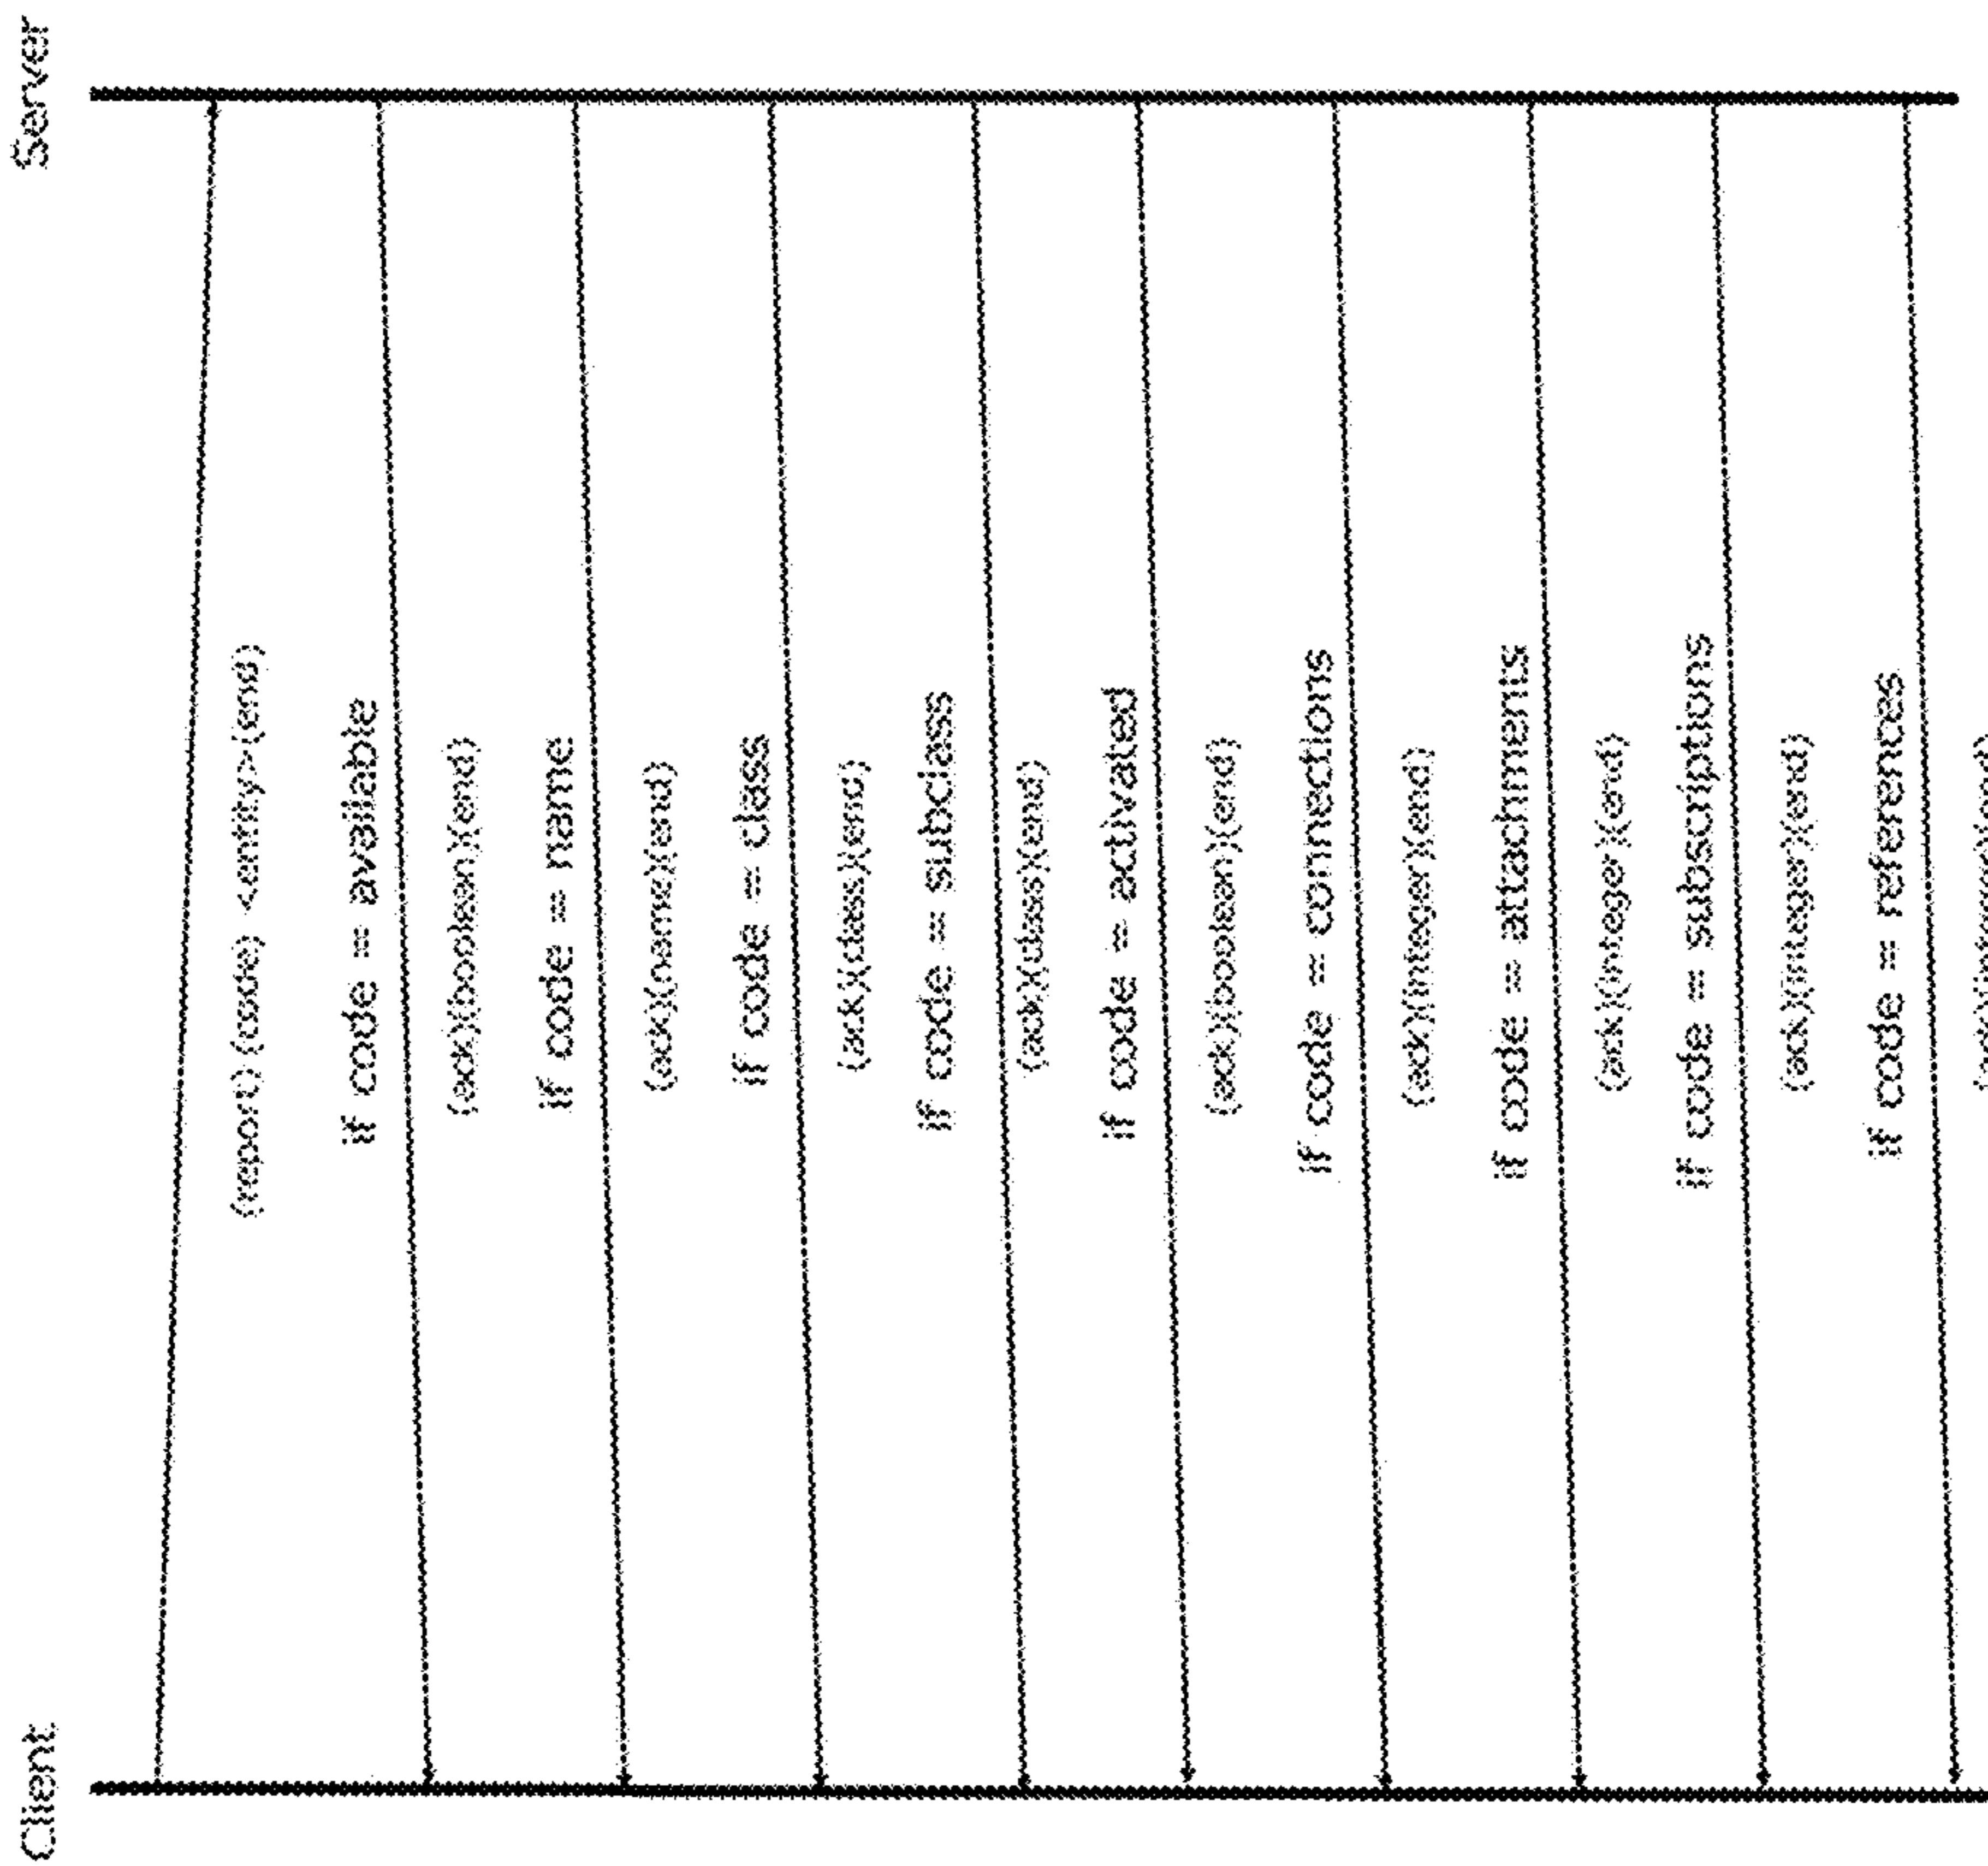 Client
Server
(report) (code) <entity>(end)
if code = available
(ack)(boolean)(end)
if code = name
(ack)(name)(end)
if code = class
(ack)(class)(end)
if code = subclass
(ack)(class)(end)
if code = activated
(ack)(boolean)(end)
if code = connections
(ack)(integer)(end)
if code = attachments
(ack)(integer)(end)
if code = subscriptions
(ack)(integer)(end)
if code = references